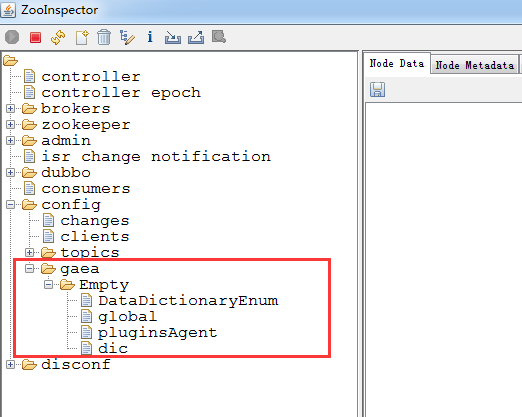 ZooInspector
Node Data
Node Metadata
controller
controller epoch
brokers
zookeeper
admin
isr change notification
dubbo
consumers
config
changes
clients
topics
gaea
Empty
DataDictionaryEnum
global
pluginsAgent
dic
disconf